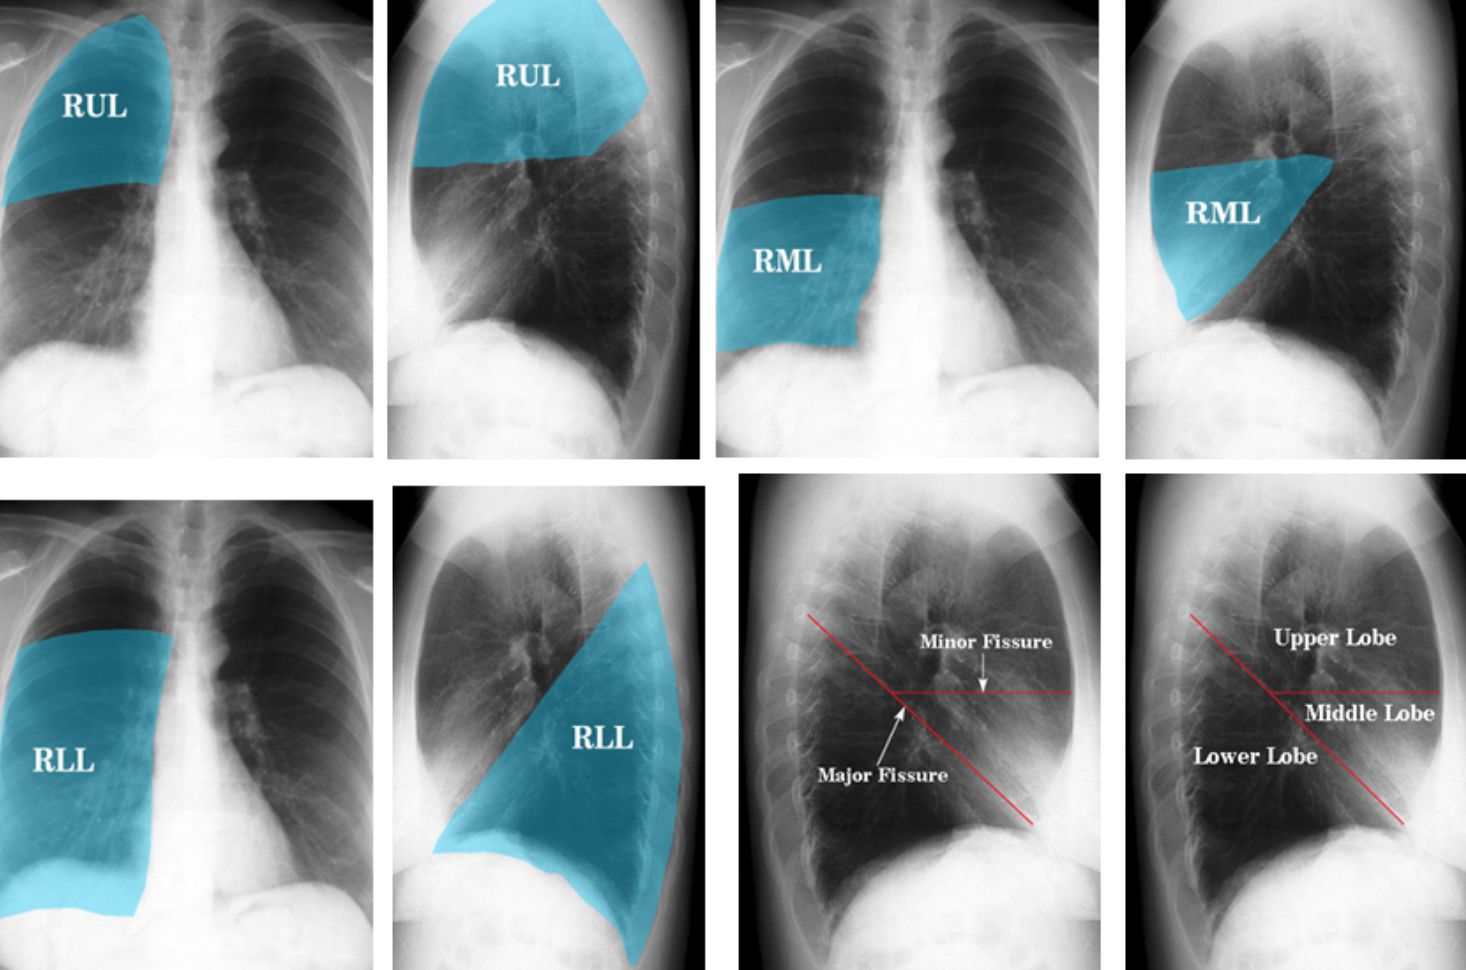 RUL
RUL
RML
RML
RLL
RLL
Minor Fissure
Major Fissure
Upper Lobe
Middle Lobe
Lower Lobe